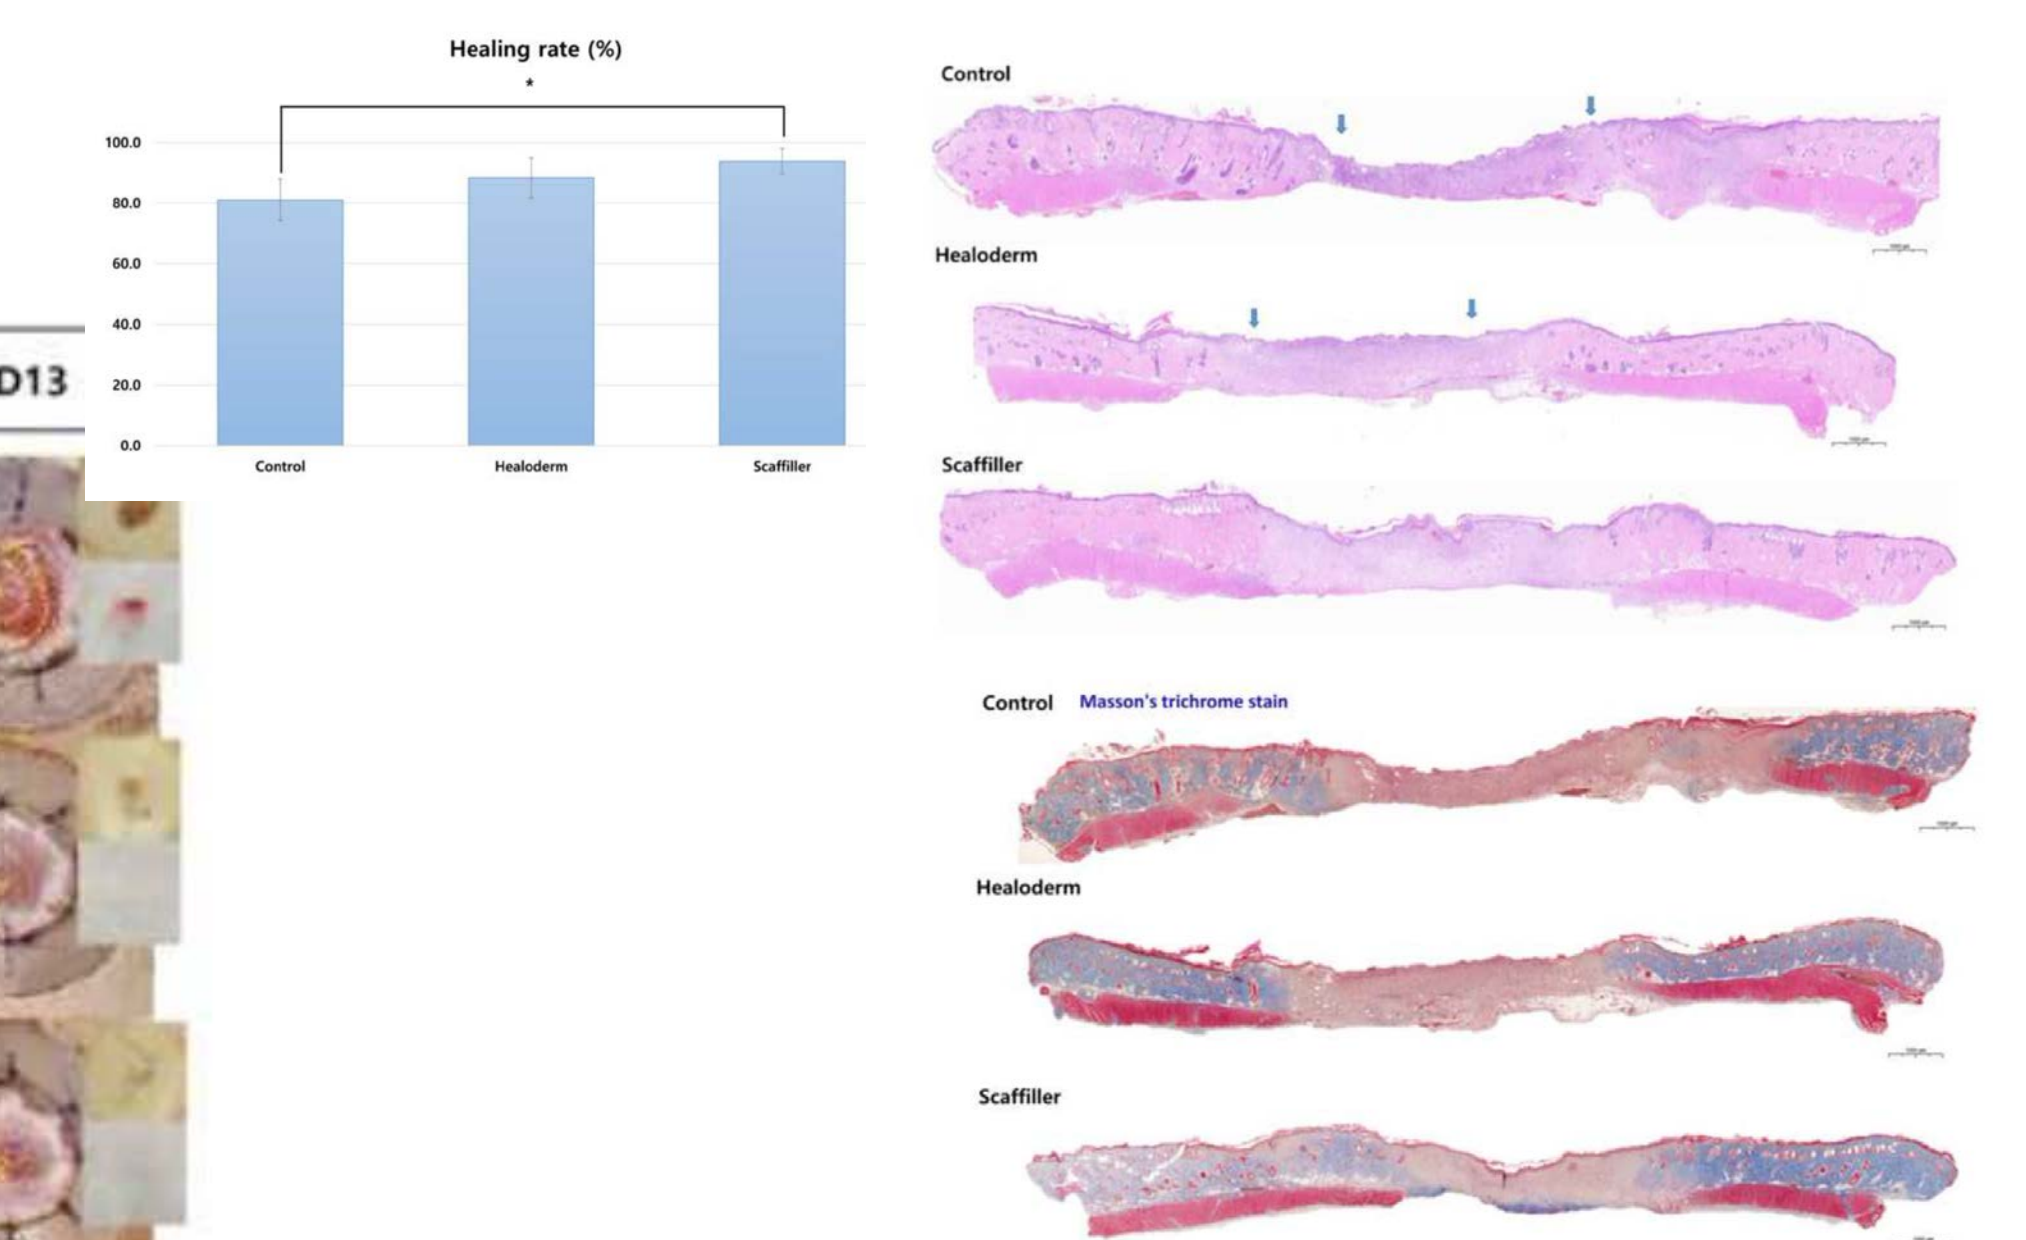 Healing rate (%)
*
100.0
80.0
60.0
40.0
20.0
0.0
Control
Healoderm
Scaffiller
D13
Control
Healoderm
Scaffiller
Control Masson's trichrome stain
Healoderm
Scaffiller